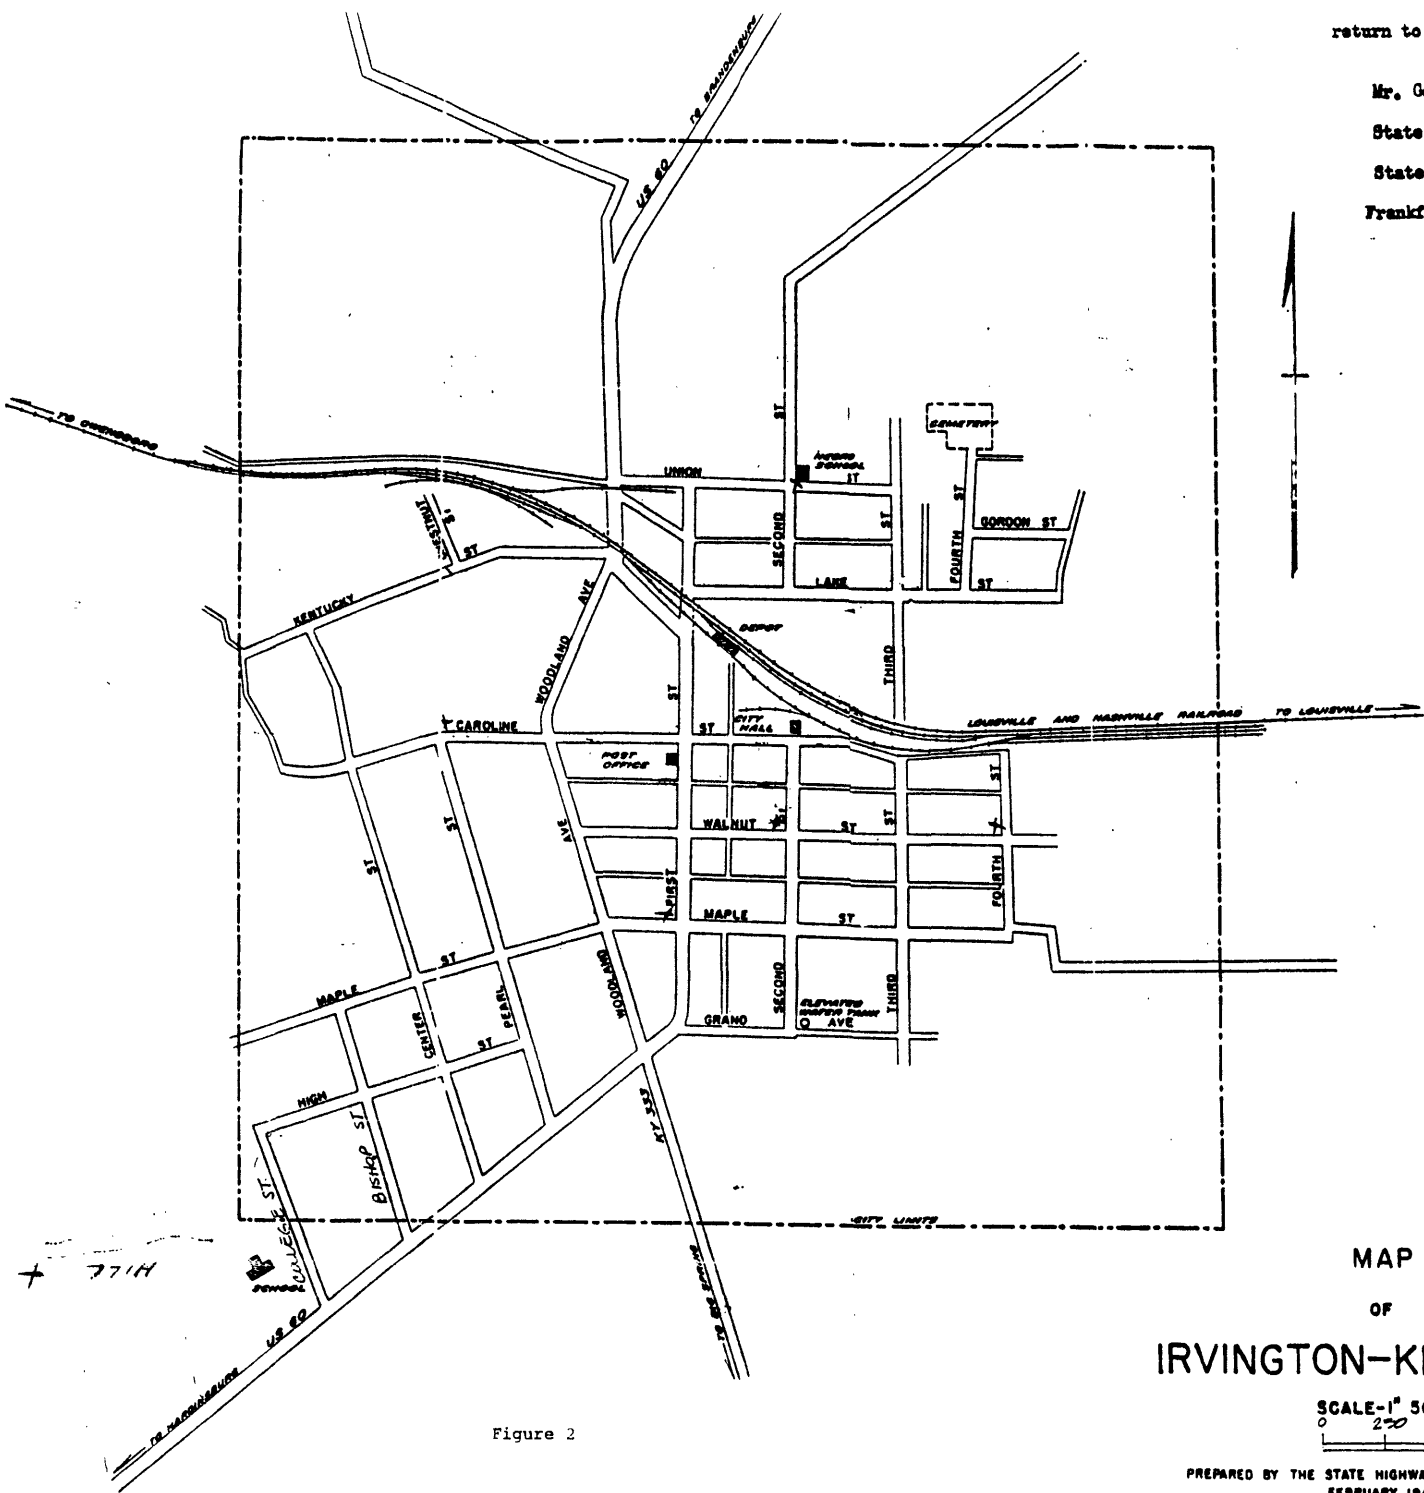 return to
Mr. G
State
State
Frankf
TO BRANDENBURG
US 60
TO OWENSBORO
CEMETERY
NEGRO
SCHOOL
UNION
ST
ST
SECOND
ST
FOURTH
ST
GORDON ST
LAKE
ST
ST
KENTUCKY
ST
WOODLAND
AVE
DEPOT
THIRD
ST
LOUISVILLE AND NASHVILLE RAILROAD
TO LOUISVILLE
CAROLINE
ST
CITY
HALL
POST
OFFICE
ST
ST
ST
AVE
WALNUT
ST
ST
ST
FIRST
FOURTH
MAPLE
ST
ST
MAPLE
WOODLAND
SECOND
THIRD
ELEVATED
WATER TANK
GRAND
AVE
PEARL
CENTER
ST
HIGH
BISHOP ST
KY 333
COLLEGE ST.
CITY LIMITS
HILL
SCHOOL
US 60
TO BIG SPRING
TO HARDINSBURG
MAP
OF
IRVINGTON-K
SCALE-1" 5
0 250
PREPARED BY THE STATE HIGHWA
FEBRUARY 19
Figure 2